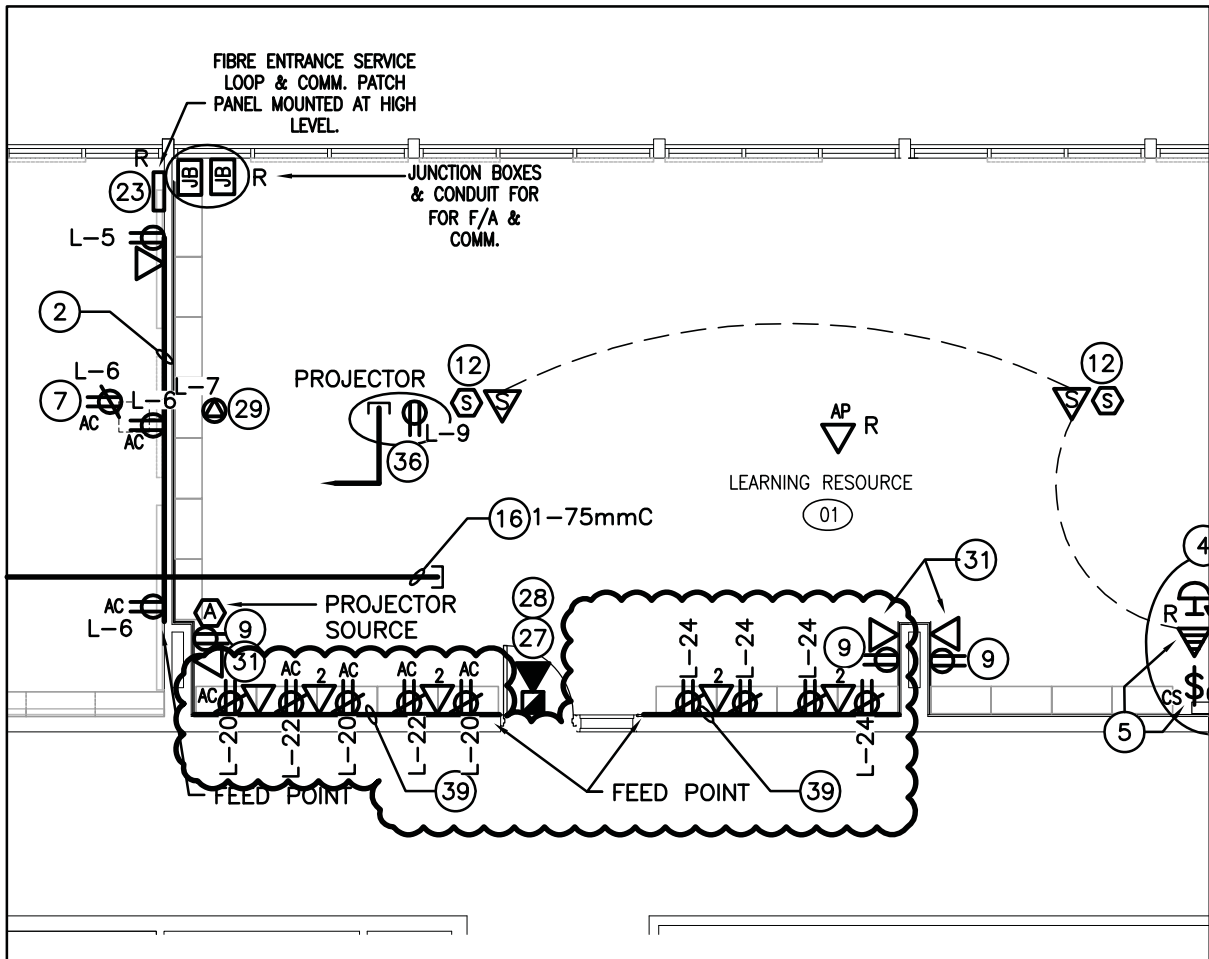 FIBRE ENTRANCE SERVICE
LOOP & COMM. PATCH
PANEL MOUNTED AT HIGH
LEVEL.
R
JB
JB
R
JUNCTION BOXES
& CONDUIT FOR
FOR F/A &
COMM.
23
L-5
2
L-6
7
AC
L-6
AC
L-7
29
PROJECTOR
L-9
36
12
S
S
S
S
12
AP
R
LEARNING RESOURCE
01
16
1-75mmC
31
4
AC
L-6
A
PROJECTOR
SOURCE
9
31
28
27
9
9
R
5
CS
$
AC
AC
2
AC
AC
2
AC
L-20
L-22
L-20
L-22
L-20
L-24
2
L-24
L-24
2
L-24
FEED POINT
39
FEED POINT
39